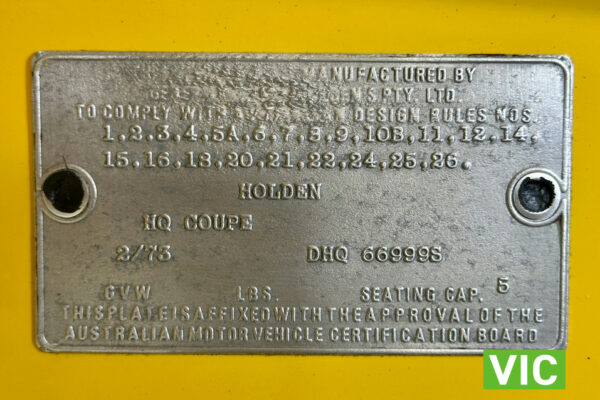 MANUFACTURED BY
PTY. LTD.
TO COMPLY WITH DESIGN RULES NOS.
1,2,3,4,5A,6,7,8,9,10B,11,12,14,
15,16,18,20,21,22,24,25,26.
HOLDEN
HQ COUPE
2/73 DHQ 66999S
GVW LBS. SEATING CAP. 5
THIS PLATE IS AFFIXED WITH THE APPROVAL OF THE
AUSTRALIAN MOTOR VEHICLE CERTIFICATION BOARD
VIC